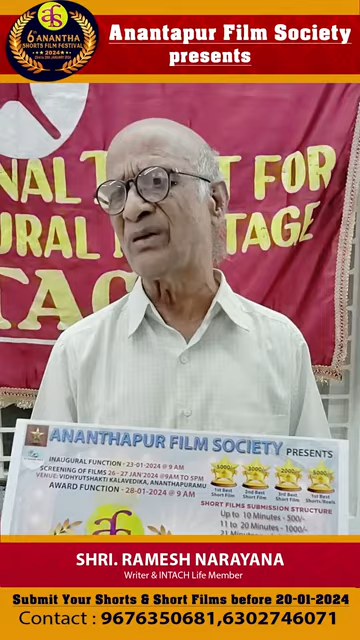 afs
6th ANANTHA
SHORTS FILM FESTIVAL
2024
Anantapur Film Society
presents
NAL T ST FOR
URAL TAGE
TAC
ANANTHAPUR FILM SOCIETY PRESENTS
INAUGURAL FUNCTION -23-01-2024 @ 9 AM
SCREENING OF FILMS 26 -27 JAN'2024 @9AM TO 5PM
VENUE: VIDHYUTSHAKTI KALAVEDIKA, ANANTHAPURAMU
AWARD FUNCTION -28-01-2024 @ 9 AM
5000/-
1st Best
Short Film
2nd Best
Short Film
3rd Best
Short Film
1st Best
Shorts/Reels
SHORT FILMS SUBMISSION STRUCTURE
Up to 10 Minutes - 500/-
11 to 20 Minutes - 1000/-
SHRI. RAMESH NARAYANA
Writer & INTACH Life Member
Submit Your Shorts & Short Films before 20-01-2024
Contact : 9676350681,6302746071